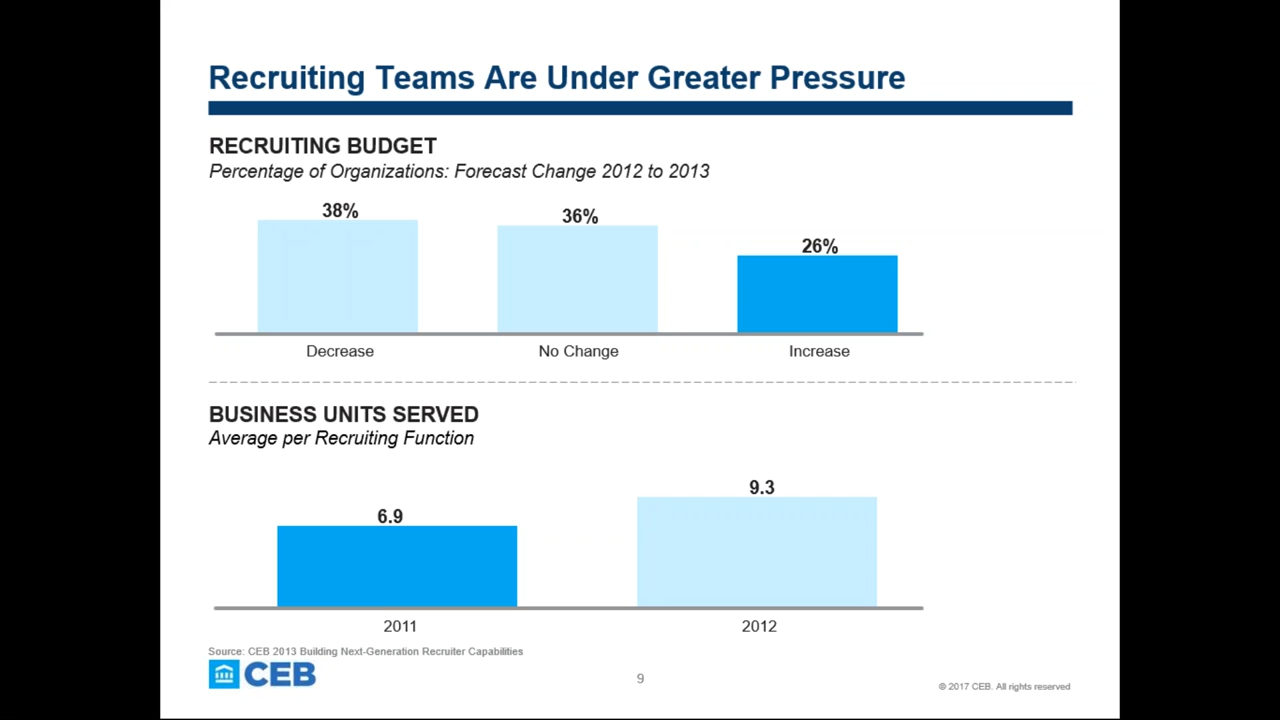 Recruiting Teams Are Under Greater Pressure
RECRUITING BUDGET
Percentage of Organizations: Forecast Change 2012 to 2013
38%
36%
26%
Decrease
No Change
Increase
BUSINESS UNITS SERVED
Average per Recruiting Function
6.9
9.3
2011
2012
Source: CEB 2013 Building Next-Generation Recruiter Capabilities
CEB
9
© 2017 CEB. All rights reserved